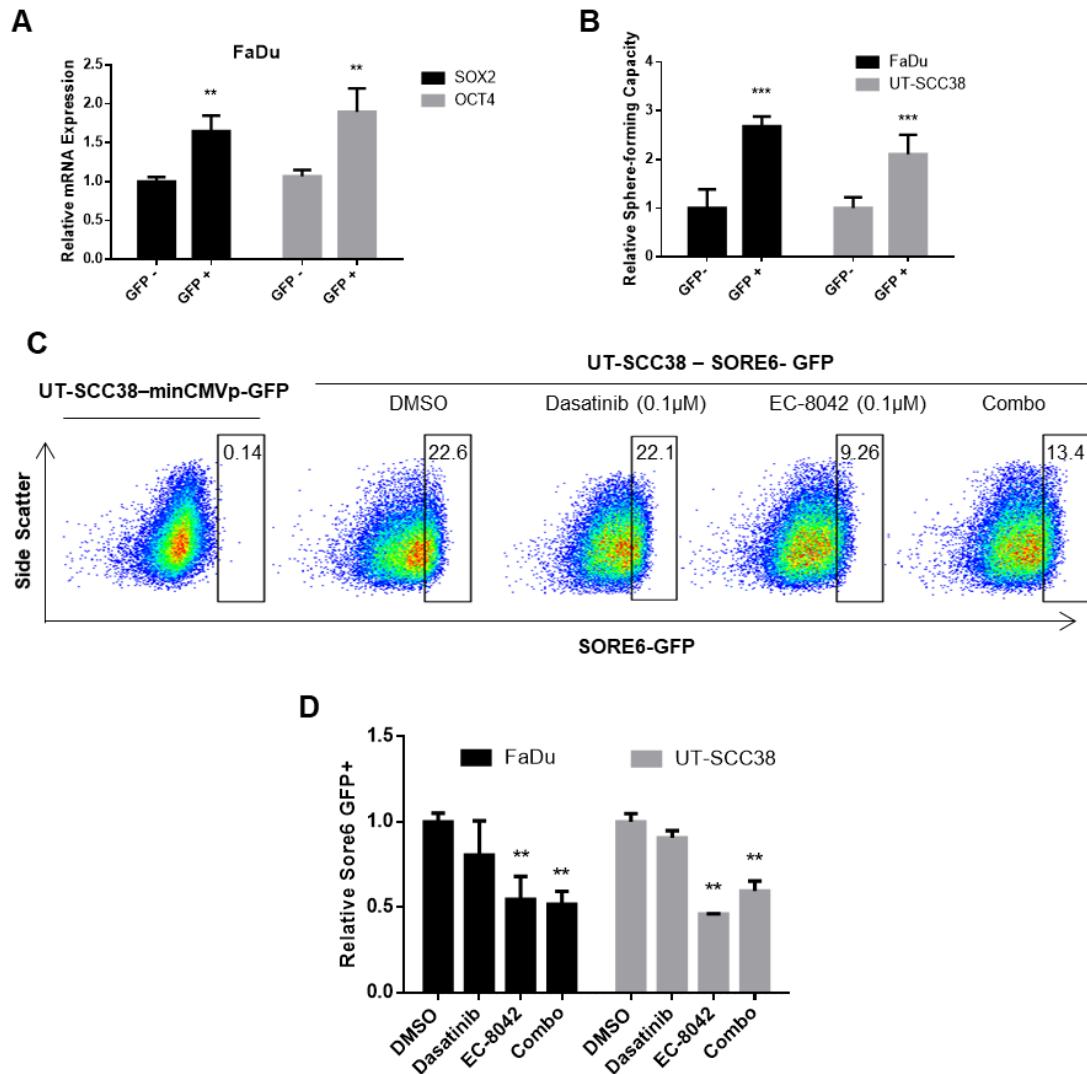 A
FaDu
Relative mRNA Expression
2.5
2.0
1.5
1.0
0.5
0.0
**
**
SOX2
OCT4
GFP -
GFP +
GFP -
GFP +
B
Relative Sphere-forming Capacity
4
3
2
1
0
***
***
FaDu
UT-SCC38
GFP-
GFP +
GFP-
GFP +
C
UT-SCC38–minCMVp-GFP
UT-SCC38 – SORE6- GFP
DMSO
Dasatinib (0.1µM)
EC-8042 (0.1µM)
Combo
0.14
22.6
22.1
9.26
13.4
Side Scatter
SORE6-GFP
D
Relative Sore6 GFP+
1.5
1.0
0.5
0.0
FaDu
UT-SCC38
**
**
**
**
DMSO
Dasatinib
EC-8042
Combo
DMSO
Dasatinib
EC-8042
Combo